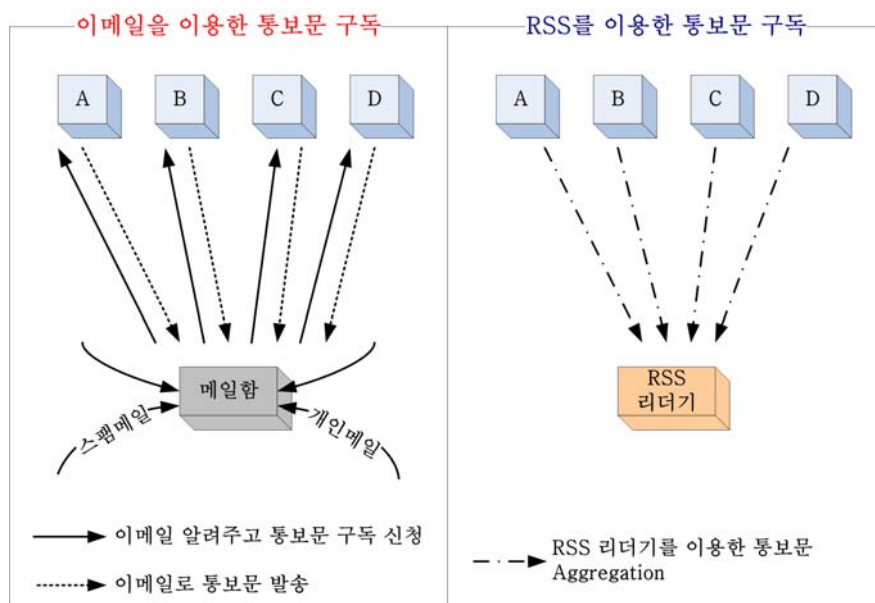 이메일을 이용한 통보문 구독
A B C D
메일함
스팸메일
개인메일
이메일 알려주고 통보문 구독 신청
이메일로 통보문 발송
RSS를 이용한 통보문 구독
A B C D
RSS
리더기
RSS 리더기를 이용한 통보문
Aggregation